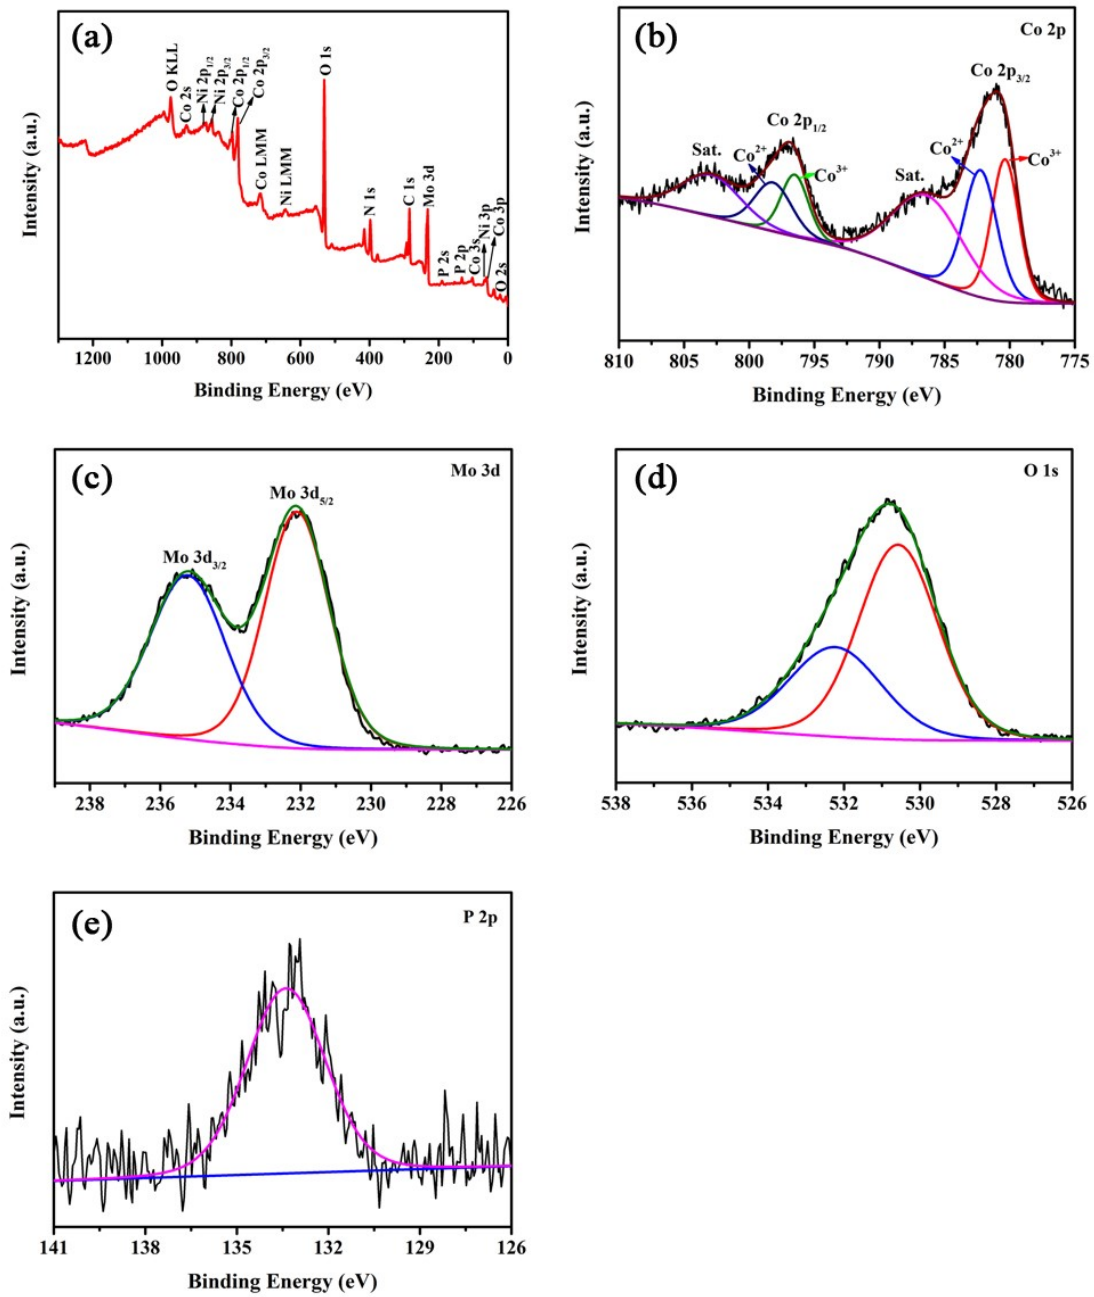 (a)
O KLL
Co 2s
Ni 2p1/2
Ni 2p3/2
Co 2p1/2
Co 2p3/2
Co LMM
Ni LMM
O 1s
N 1s
C 1s
Mo 3d
P 2s
P 2p
Co 3s
Ni 3p
Co 3p
O 2s
Intensity (a.u.)
1200 1000 800 600 400 200 0
Binding Energy (eV)
(b)
Co 2p
Co 2p3/2
Co 2p1/2
Sat.
Co2+
Co3+
Sat.
Co2+
Co3+
Intensity (a.u.)
810 805 800 795 790 785 780 775
Binding Energy (eV)
(c)
Mo 3d
Mo 3d5/2
Mo 3d3/2
Intensity (a.u.)
238 236 234 232 230 228 226
Binding Energy (eV)
(d)
O 1s
Intensity (a.u.)
538 536 534 532 530 528 526
Binding Energy (eV)
(e)
P 2p
Intensity (a.u.)
141 138 135 132 129 126
Binding Energy (eV)